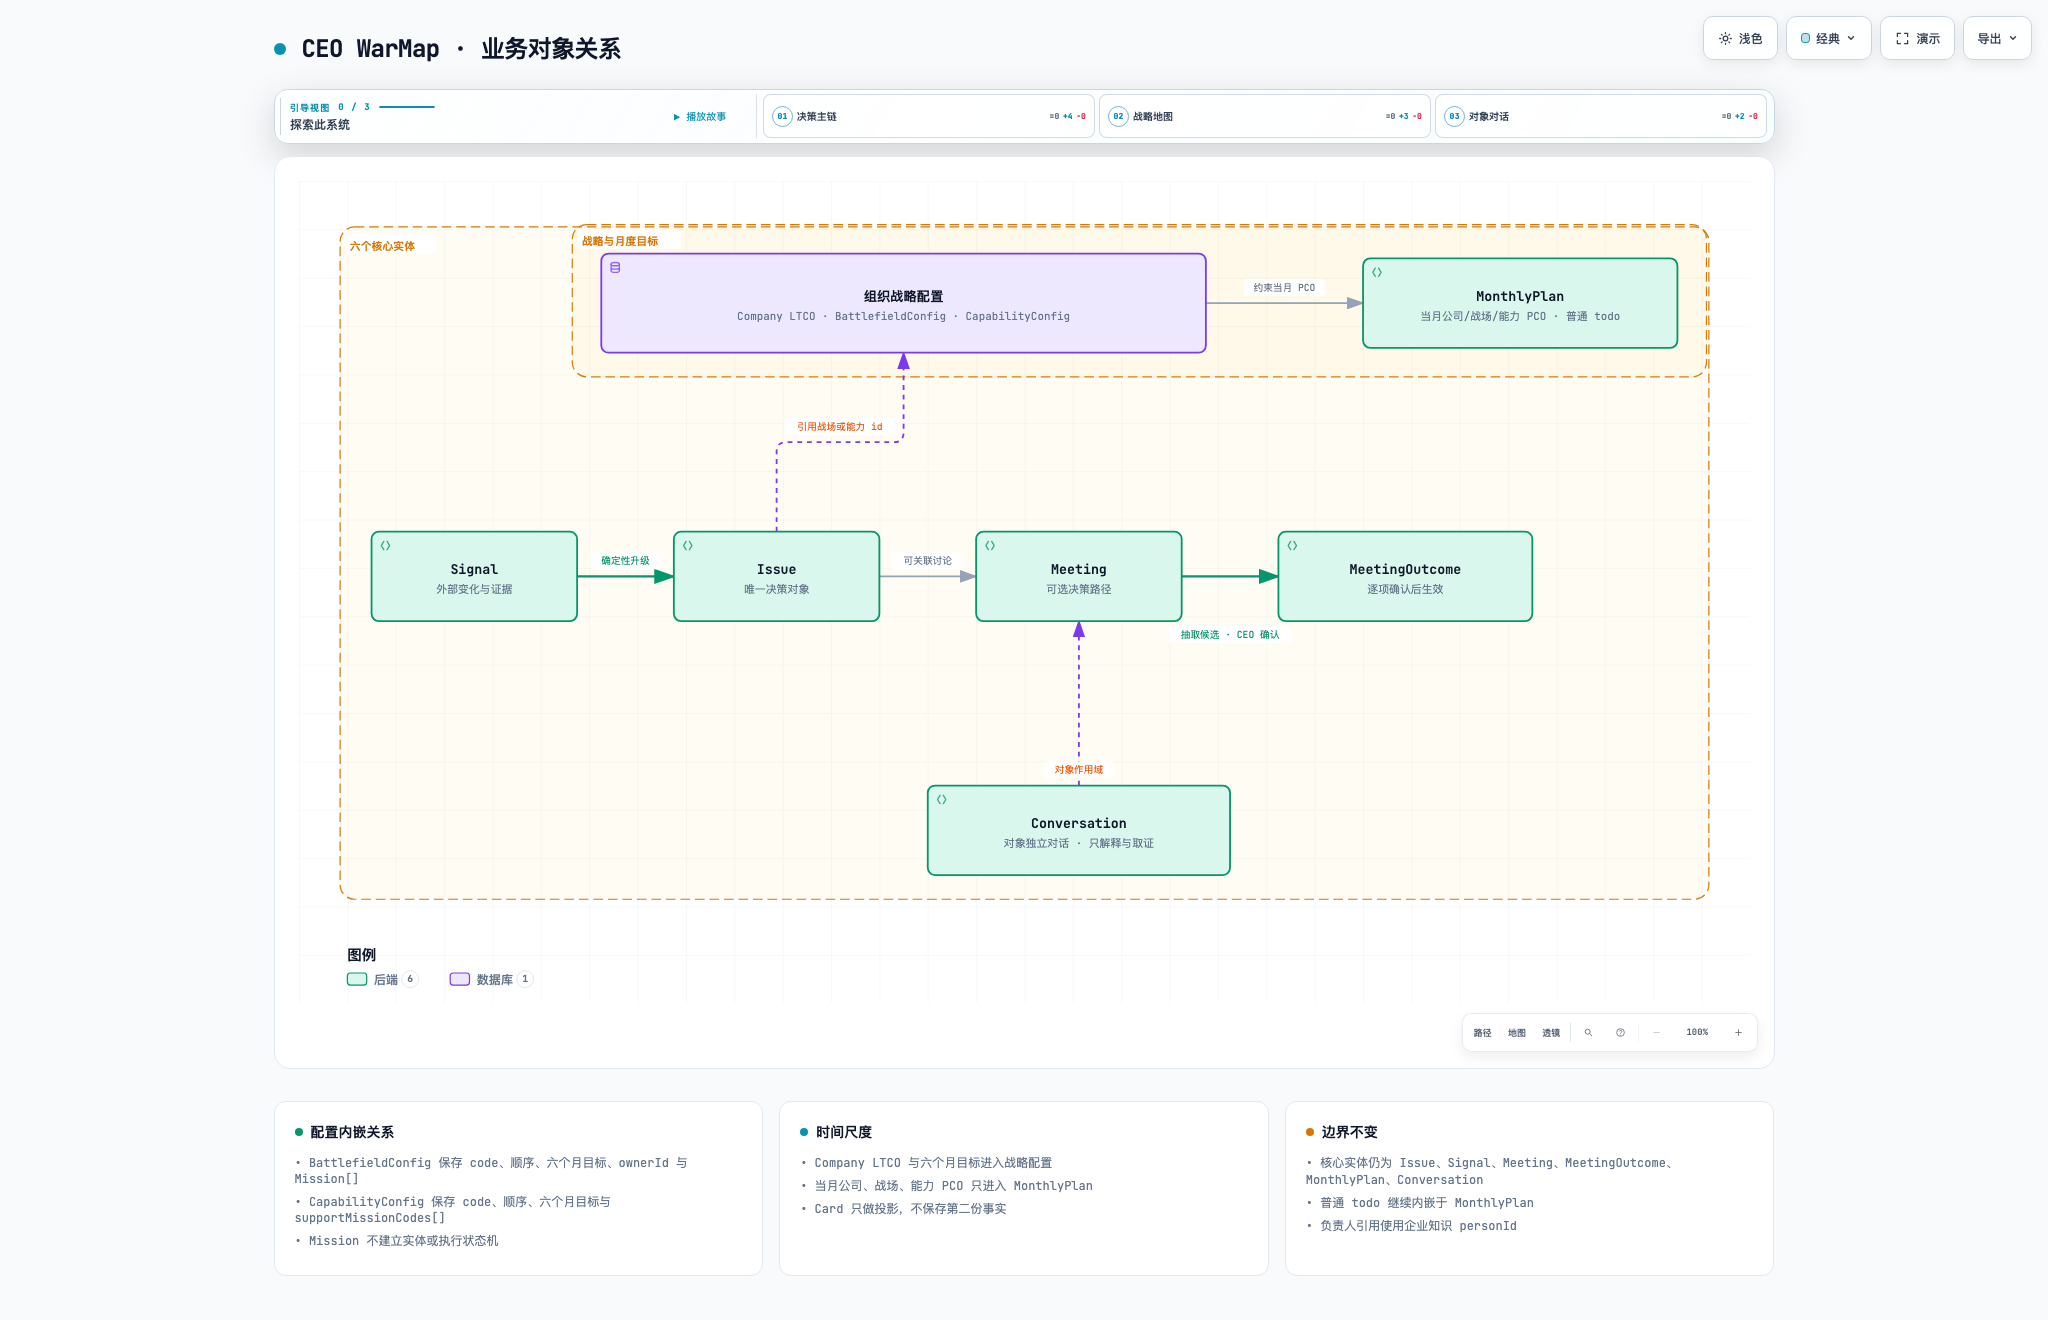 CEO WarMap · 业务对象关系
浅色
经典
演示
导出
引导视图 0 / 3
探索此系统
▶ 播放故事
01 决策主链 =0 +4 -0
02 战略地图 =0 +3 -0
03 对象对话 =0 +2 -0
六个核心实体
战略与月度目标
组织战略配置
Company LTCO · BattlefieldConfig · CapabilityConfig
约束当月 PCO
MonthlyPlan
当月公司/战场/能力 PCO · 普通 todo
引用战场或能力 id
Signal
外部变化与证据
确定性升级
Issue
唯一决策对象
可关联讨论
Meeting
可选决策路径
MeetingOutcome
逐项确认后生效
抽取候选 · CEO 确认
对象作用域
Conversation
对象独立对话 · 只解释与取证
图例
后端 6
数据库 1
路径 地图 透镜 − 100% +
配置内嵌关系
• BattlefieldConfig 保存 code、顺序、六个月目标、ownerId 与
Mission[]
• CapabilityConfig 保存 code、顺序、六个月目标与
supportMissionCodes[]
• Mission 不建立实体或执行状态机
时间尺度
• Company LTCO 与六个月目标进入战略配置
• 当月公司、战场、能力 PCO 只进入 MonthlyPlan
• Card 只做投影，不保存第二份事实
边界不变
• 核心实体仍为 Issue、Signal、Meeting、MeetingOutcome、
MonthlyPlan、Conversation
• 普通 todo 继续内嵌于 MonthlyPlan
• 负责人引用使用企业知识 personId